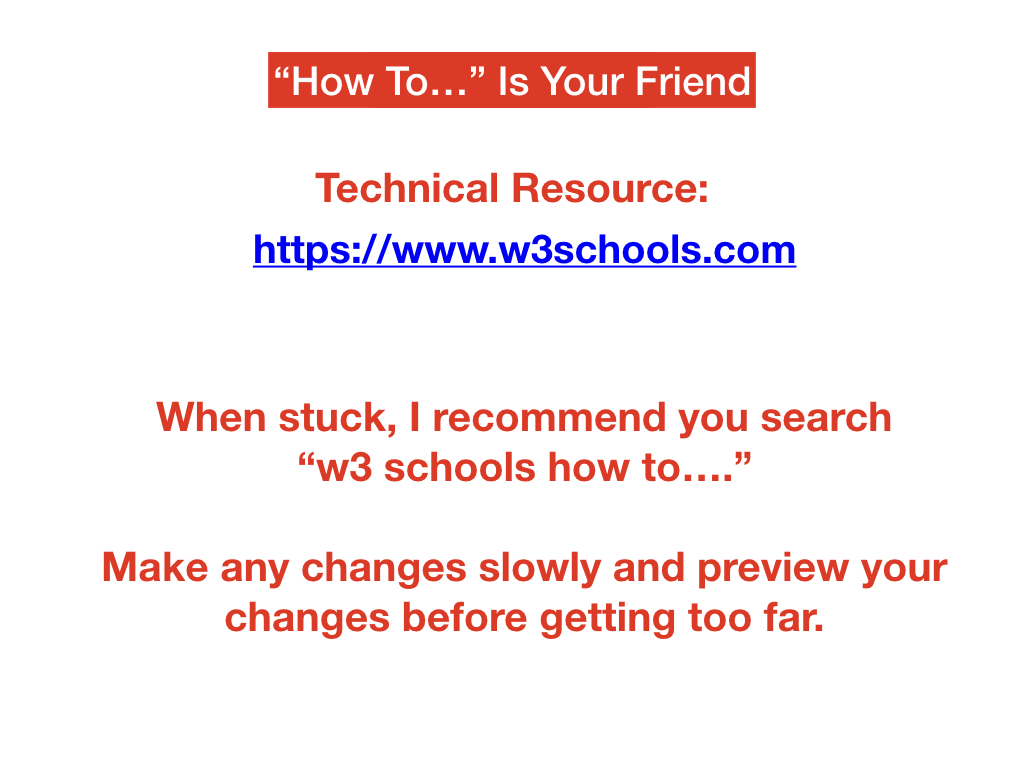 “How To…” Is Your Friend
Technical Resource:
https://www.w3schools.com
When stuck, I recommend you search
“w3 schools how to….”
Make any changes slowly and preview your
changes before getting too far.